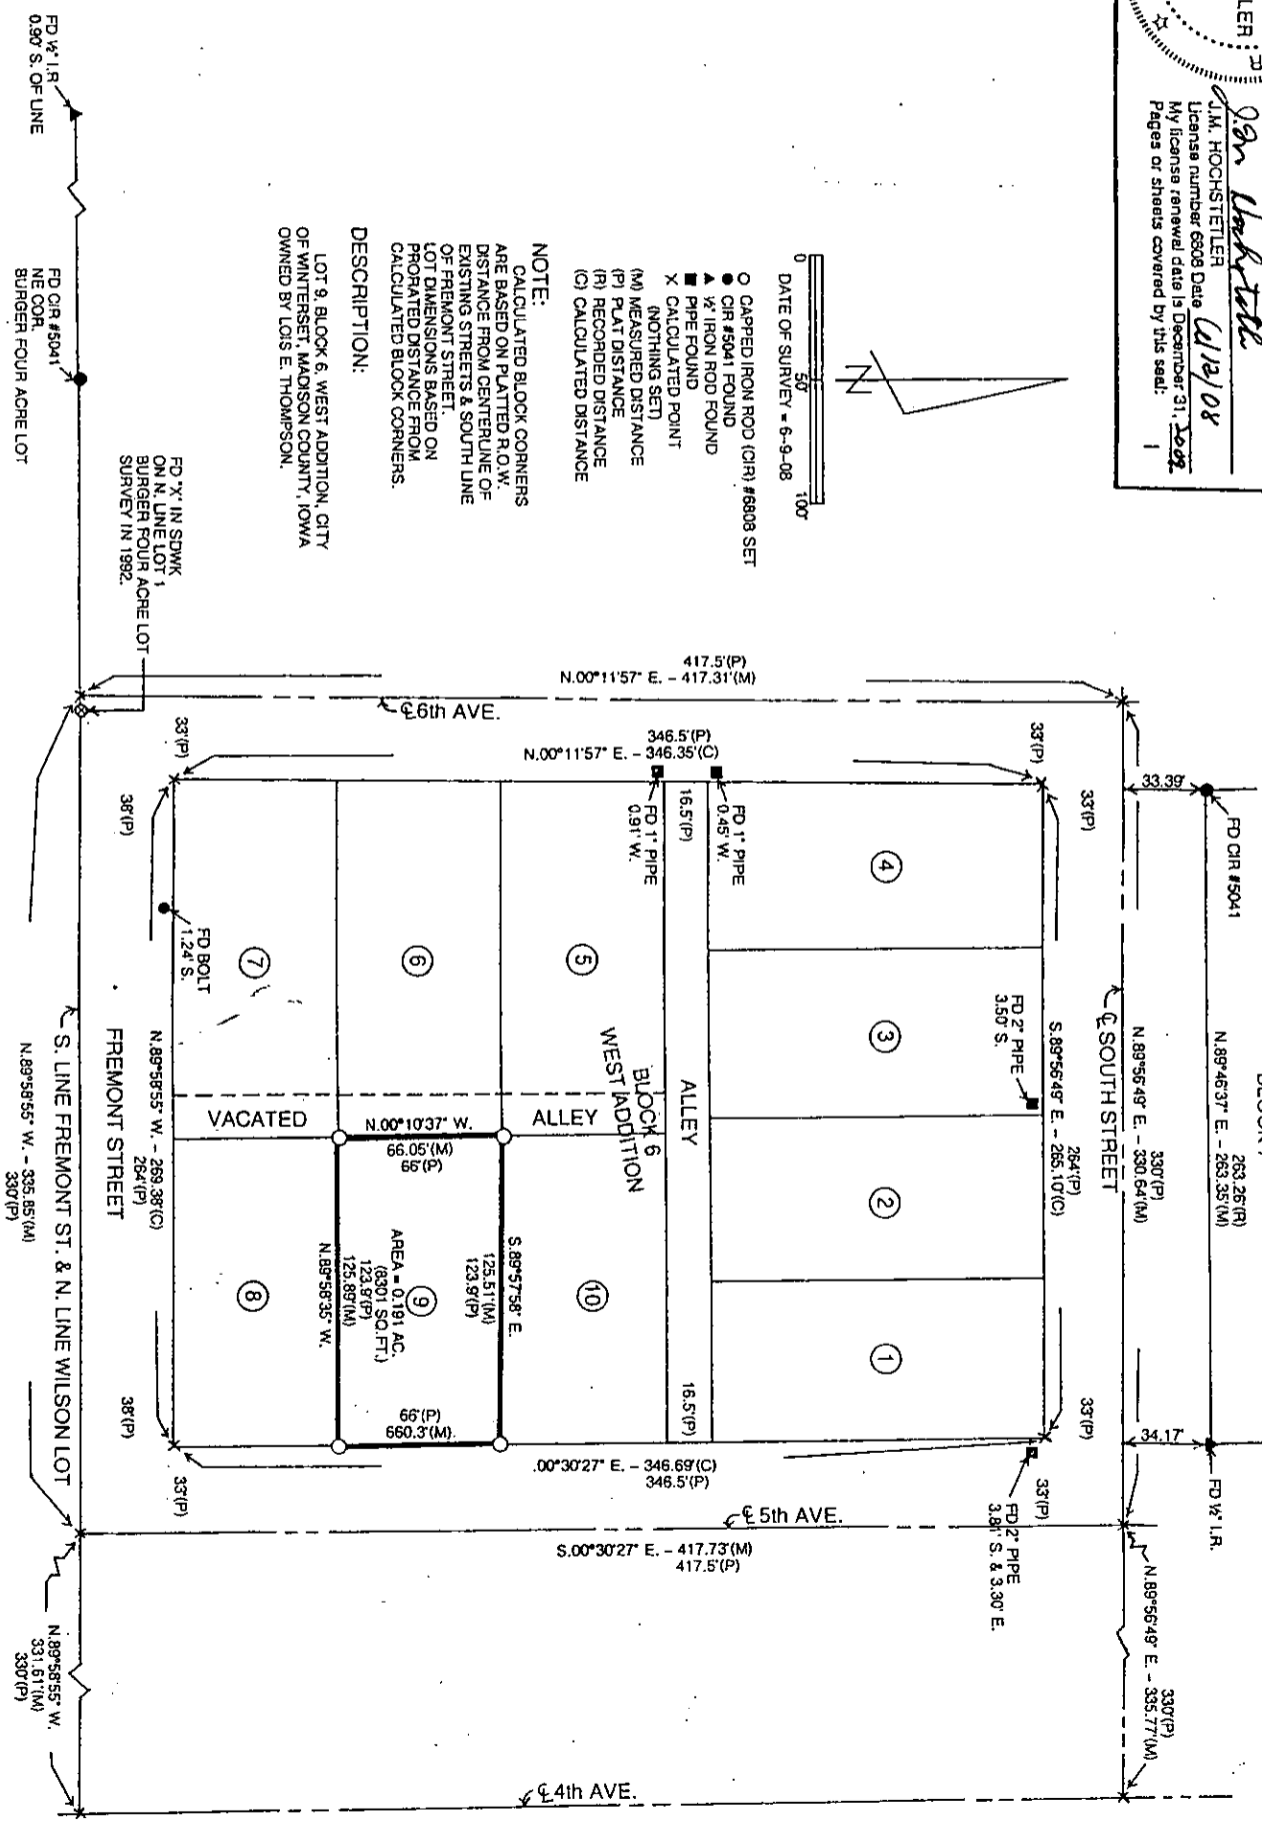 LER
J.M. HOCHSTETLER
License number 6808 Date 6/12/08
My license renewal date is December 31, 2009
Pages or sheets covered by this seal:
1
0 50' 100'
DATE OF SURVEY = 6-9-08
N
O CAPPED IRON ROD (CIR) #6808 SET
● CIR #5041 FOUND
▲ ½" IRON ROD FOUND
■ PIPE FOUND
X CALCULATED POINT
(NOTHING SET)
(M) MEASURED DISTANCE
(P) PLAT DISTANCE
(R) RECORDED DISTANCE
(C) CALCULATED DISTANCE
NOTE:
CALCULATED BLOCK CORNERS
ARE BASED ON PLATTED R.O.W.
DISTANCE FROM CENTERLINE OF
EXISTING STREETS & SOUTH LINE
OF FREMONT STREET.
LOT DIMENSIONS BASED ON
PRORATED DISTANCE FROM
CALCULATED BLOCK CORNERS.
DESCRIPTION:
LOT 9, BLOCK 6, WEST ADDITION, CITY
OF WINTERSET, MADISON COUNTY, IOWA
OWNED BY LOIS E. THOMPSON.
FD ½" I.R.
0.90' S. OF LINE
FD CIR #5041
NE COR.
BURGER FOUR ACRE LOT
FD "X" IN SDWK
ON N. LINE LOT 1
BURGER FOUR ACRE LOT
SURVEY IN 1992.
417.5'(P)
N.00°11'57" E. - 417.31'(M)
℄ 6th AVE.
346.5'(P)
N.00°11'57" E. - 346.35'(C)
33'(P)
33'(P)
38'(P)
33'(P)
33.39'
FD CIR #5041
263.26'(R)
N.89°46'37" E. - 263.35'(M)
34.17'
FD ½" I.R.
330'(P)
N.89°56'49" E. - 330.64'(M)
℄ SOUTH STREET
264'(P)
S.89°56'49" E. - 265.10'(C)
33'(P)
33'(P)
330'(P)
N.89°56'49" E. - 335.77'(M)
FD 2" PIPE
3.50' S.
FD 2" PIPE
3.81' S. & 3.30' E.
4
3
2
1
FD 1" PIPE
0.45' W.
FD 1" PIPE
0.91' W.
16.5'(P)
ALLEY
16.5'(P)
BLOCK 6
WEST ADDITION
5
6
7
10
9
8
VACATED
ALLEY
N.00°10'37" W.
66.05'(M)
66'(P)
S.89°57'58" E.
125.51'(M)
123.9'(P)
AREA = 0.191 AC.
(8301 SQ.FT.)
123.9'(P)
125.89'(M)
N.89°58'35" W.
66'(P)
660.3'(M)
.00°30'27" E. - 346.69'(C)
346.5'(P)
℄ 5th AVE.
S.00°30'27" E. - 417.73'(M)
417.5'(P)
℄ 4th AVE.
FD BOLT
1.24' S.
N.89°58'55" W. - 269.38'(C)
264'(P)
38'(P)
33'(P)
FREMONT STREET
S. LINE FREMONT ST. & N. LINE WILSON LOT
N.89°58'55" W. - 335.85'(M)
330'(P)
N.89°58'55" W.
331.61'(M)
330'(P)